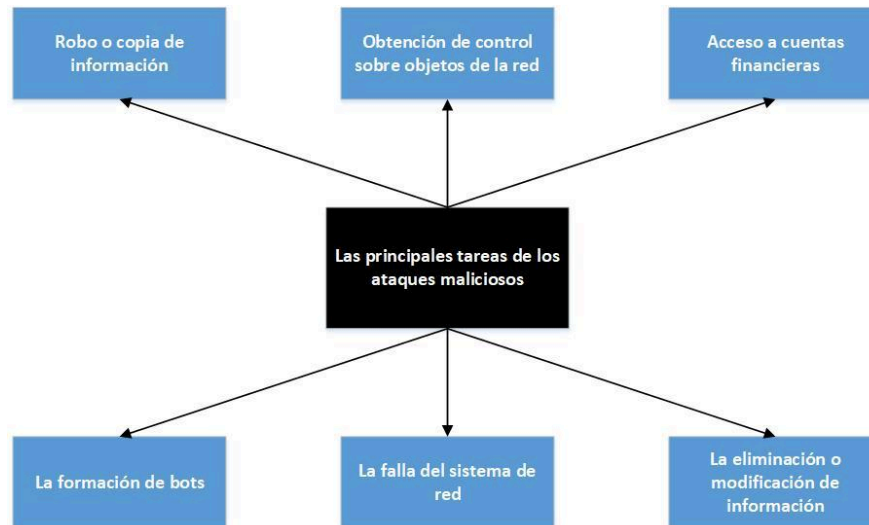 Robo o copia de
información
Obtención de control
sobre objetos de la red
Acceso a cuentas
financieras
Las principales tareas de los
ataques maliciosos
La formación de bots
La falla del sistema de
red
La eliminación o
modificación de
información